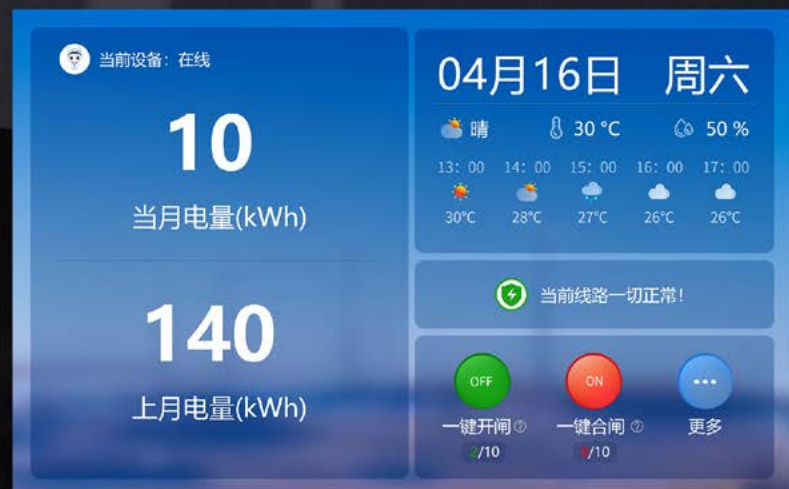 当前设备：在线
10
当月电量(kWh)
140
上月电量(kWh)
04月16日 周六
晴 30 °C 50 %
13：00 14：00 15：00 16：00 17：00
30°C 28°C 27°C 26°C 26°C
当前线路一切正常！
OFF ON
一键开闸? 一键合闸? 更多
2/10 /10